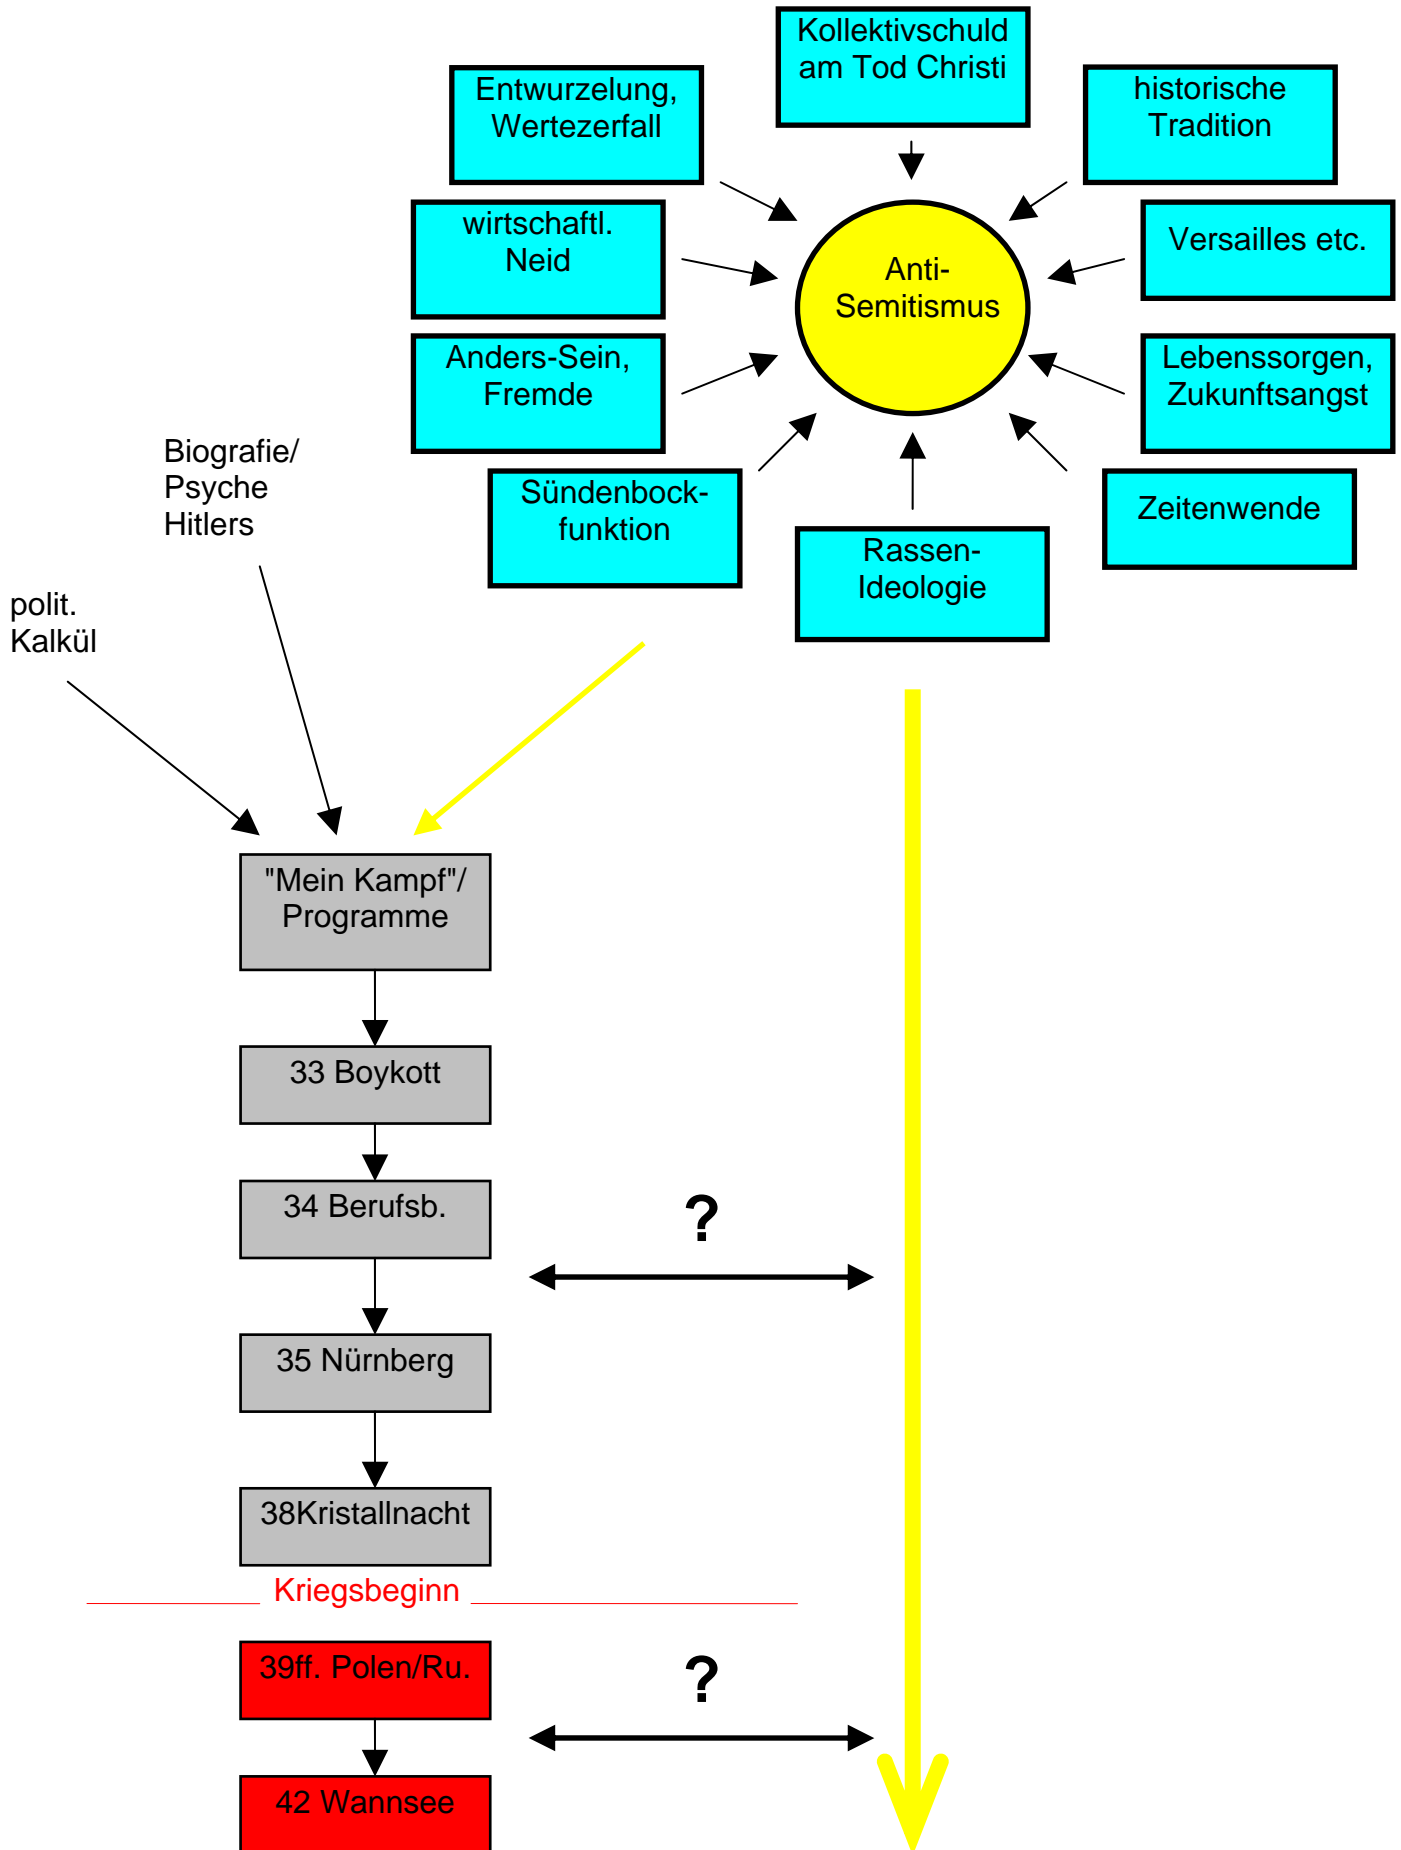 Kollektivschuld
am Tod Christi
Entwurzelung,
Wertezerfall
historische
Tradition
wirtschaftl.
Neid
Versailles etc.
Anti-
Semitismus
Anders-Sein,
Fremde
Lebenssorgen,
Zukunftsangst
Biografie/
Psyche
Hitlers
Sündenbock-
funktion
Zeitenwende
Rassen-
Ideologie
polit.
Kalkül
"Mein Kampf"/
Programme
33 Boykott
34 Berufsb.
?
35 Nürnberg
38Kristallnacht
Kriegsbeginn
39ff. Polen/Ru.
?
42 Wannsee